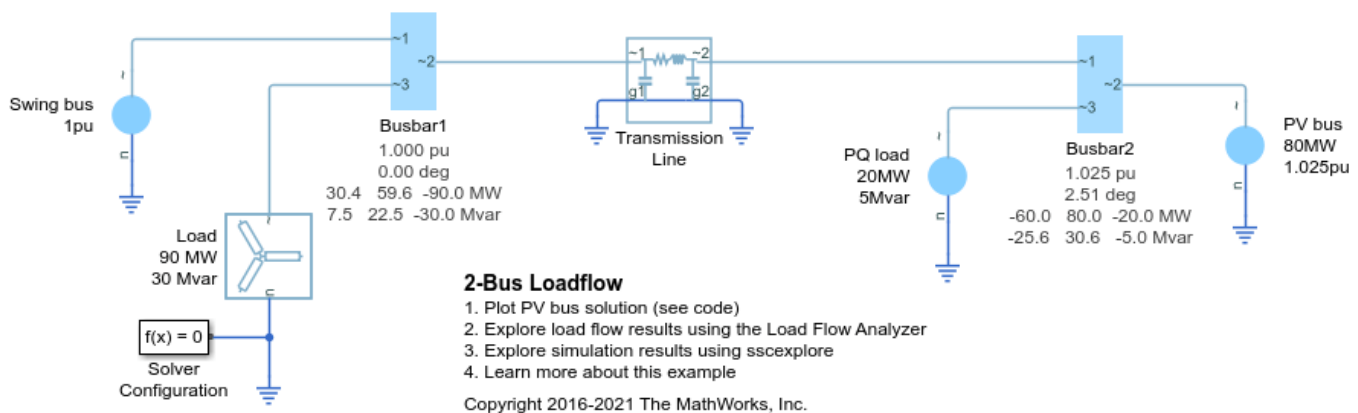 Swing bus
1pu
~
n
~1
~2
~3
Busbar1
1.000 pu
0.00 deg
30.4 59.6 -90.0 MW
7.5 22.5 -30.0 Mvar
Load
90 MW
30 Mvar
~
n
f(x) = 0
Solver
Configuration
~1
~2
g1
g2
Transmission
Line
~1
~2
~3
Busbar2
1.025 pu
2.51 deg
-60.0 80.0 -20.0 MW
-25.6 30.6 -5.0 Mvar
PQ load
20MW
5Mvar
~
n
PV bus
80MW
1.025pu
~
n
2-Bus Loadflow
1. Plot PV bus solution (see code)
2. Explore load flow results using the Load Flow Analyzer
3. Explore simulation results using sscexplore
4. Learn more about this example
Copyright 2016-2021 The MathWorks, Inc.